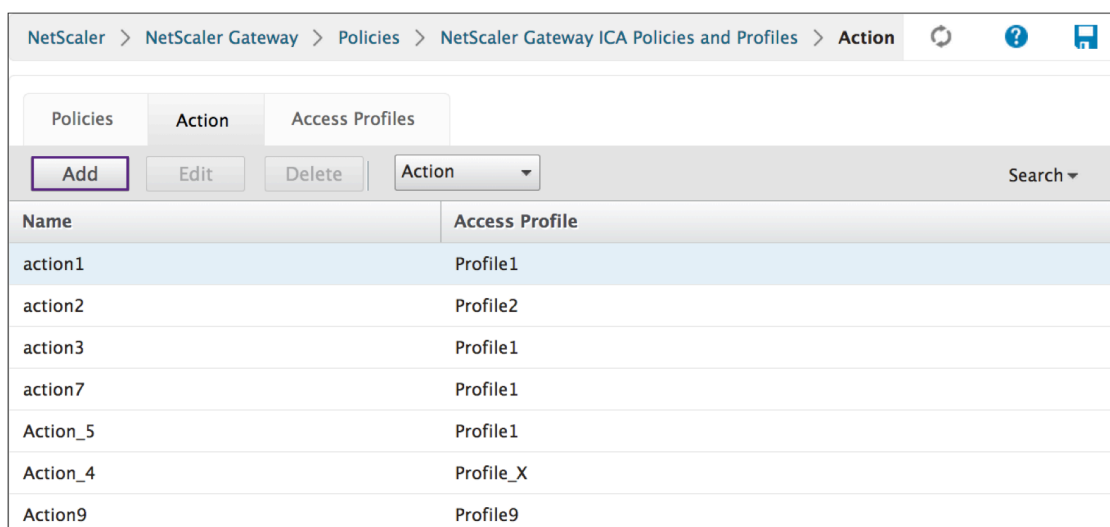 NetScaler > NetScaler Gateway > Policies > NetScaler Gateway ICA Policies and Profiles > Action ?
Policies Action Access Profiles
Add Edit Delete Action Search
Name Access Profile
action1 Profile1
action2 Profile2
action3 Profile1
action7 Profile1
Action_5 Profile1
Action_4 Profile_X
Action9 Profile9